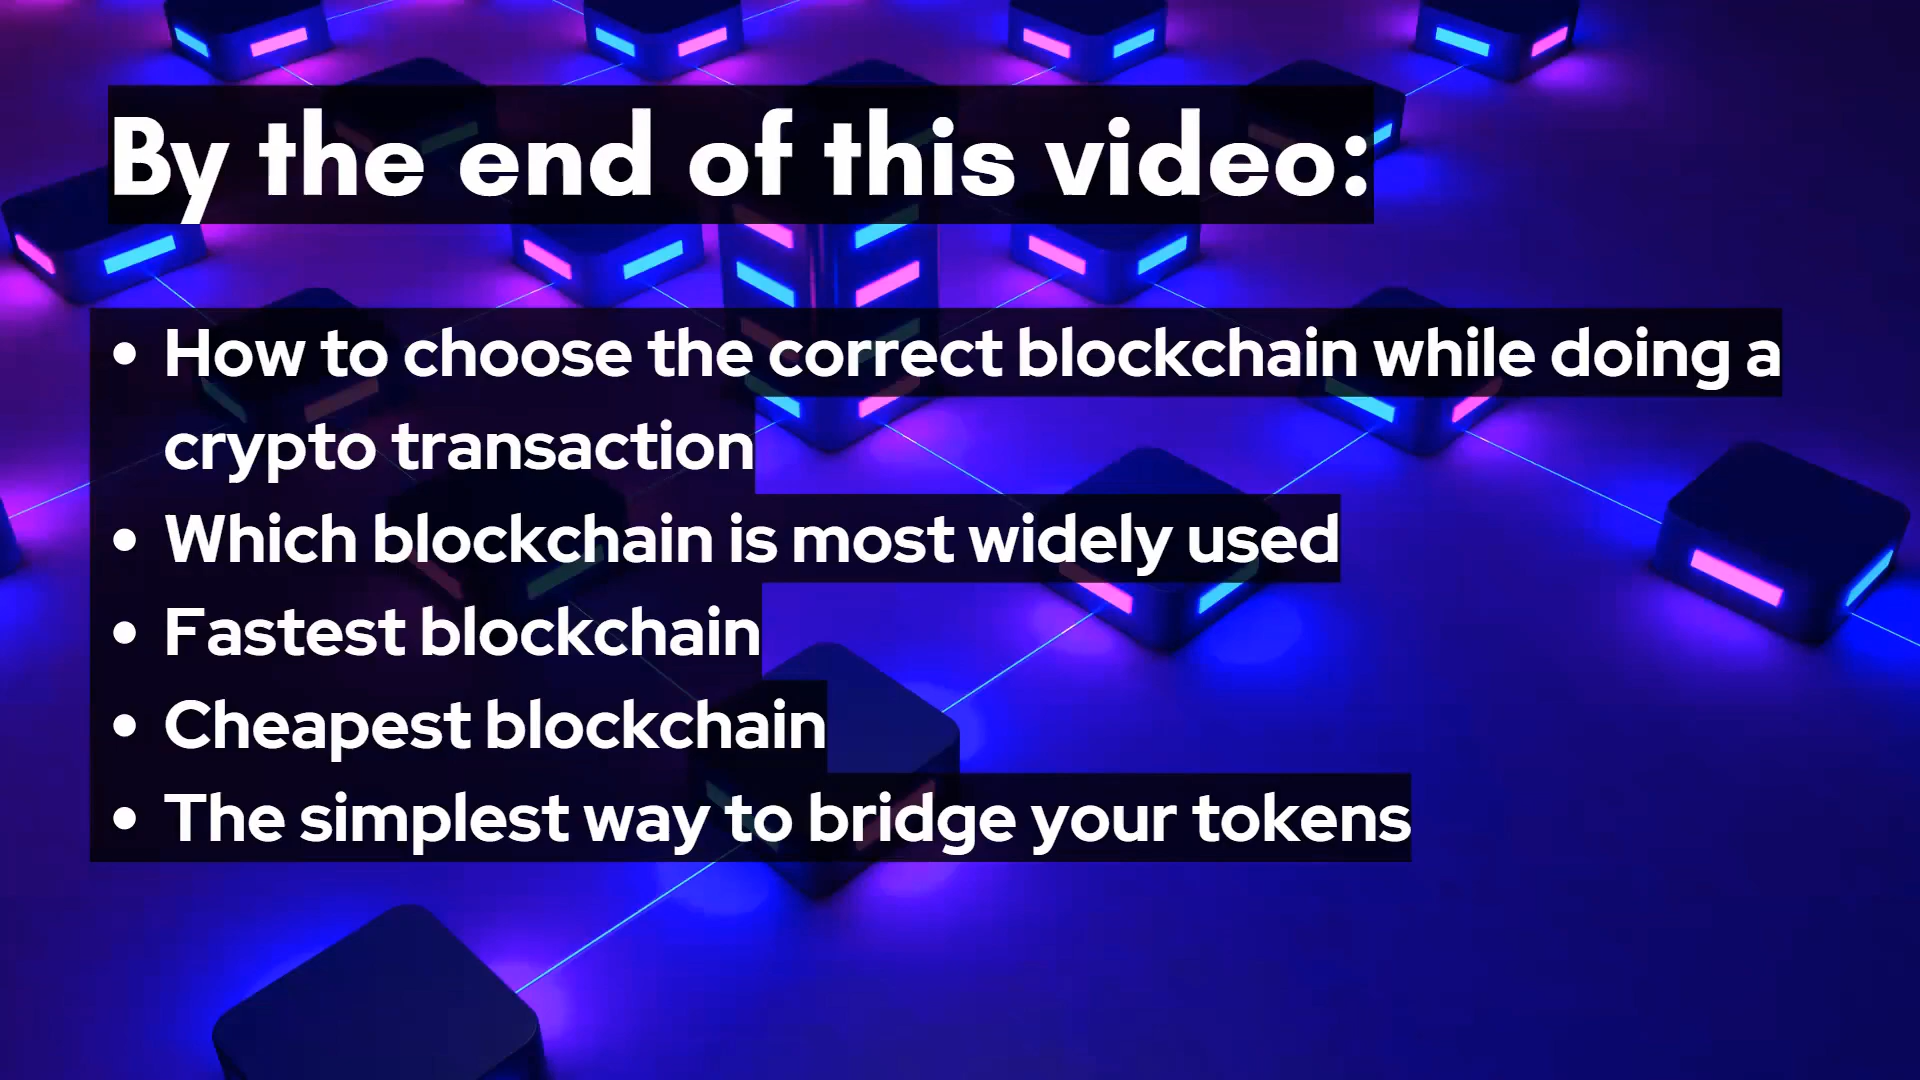 By the end of this video:
• How to choose the correct blockchain while doing a
crypto transaction
• Which blockchain is most widely used
• Fastest blockchain
• Cheapest blockchain
• The simplest way to bridge your tokens